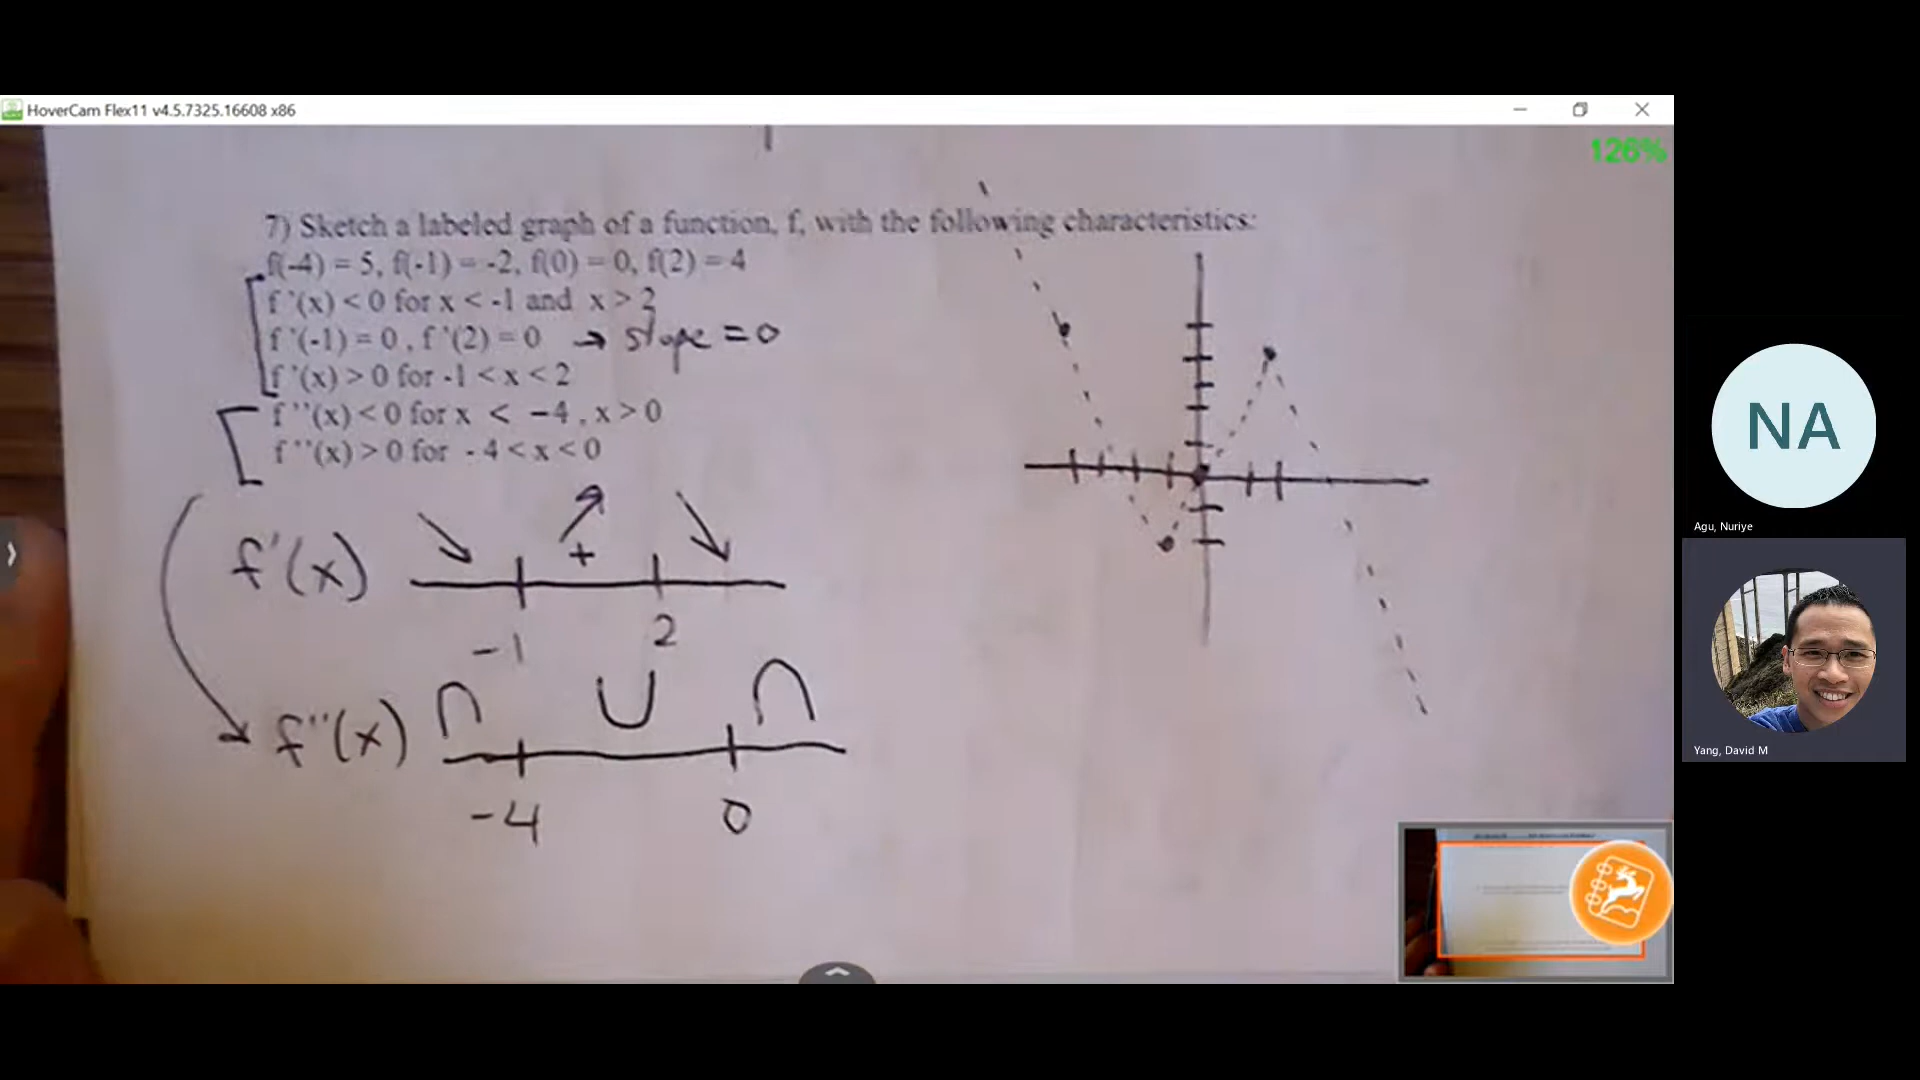 HoverCam Flex11 v4.5.7325.16608 x86
126%
7) Sketch a labeled graph of a function, f, with the following characteristics:
f(-4) = 5, f(-1) = -2, f(0) = 0, f(2) = 4
f '(x) < 0 for x < -1 and x > 2
f '(-1) = 0 , f '(2) = 0 → slope = 0
f '(x) > 0 for -1 < x < 2
f ''(x) < 0 for x < -4 , x > 0
f ''(x) > 0 for - 4 < x < 0
f'(x)
+
-1 2
f''(x)
-4 0
NA
Agu, Nuriye
Yang, David M